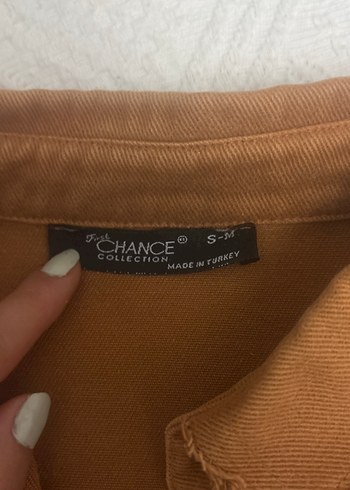 First
CHANCE®
COLLECTION
S-M
MADE IN TURKEY